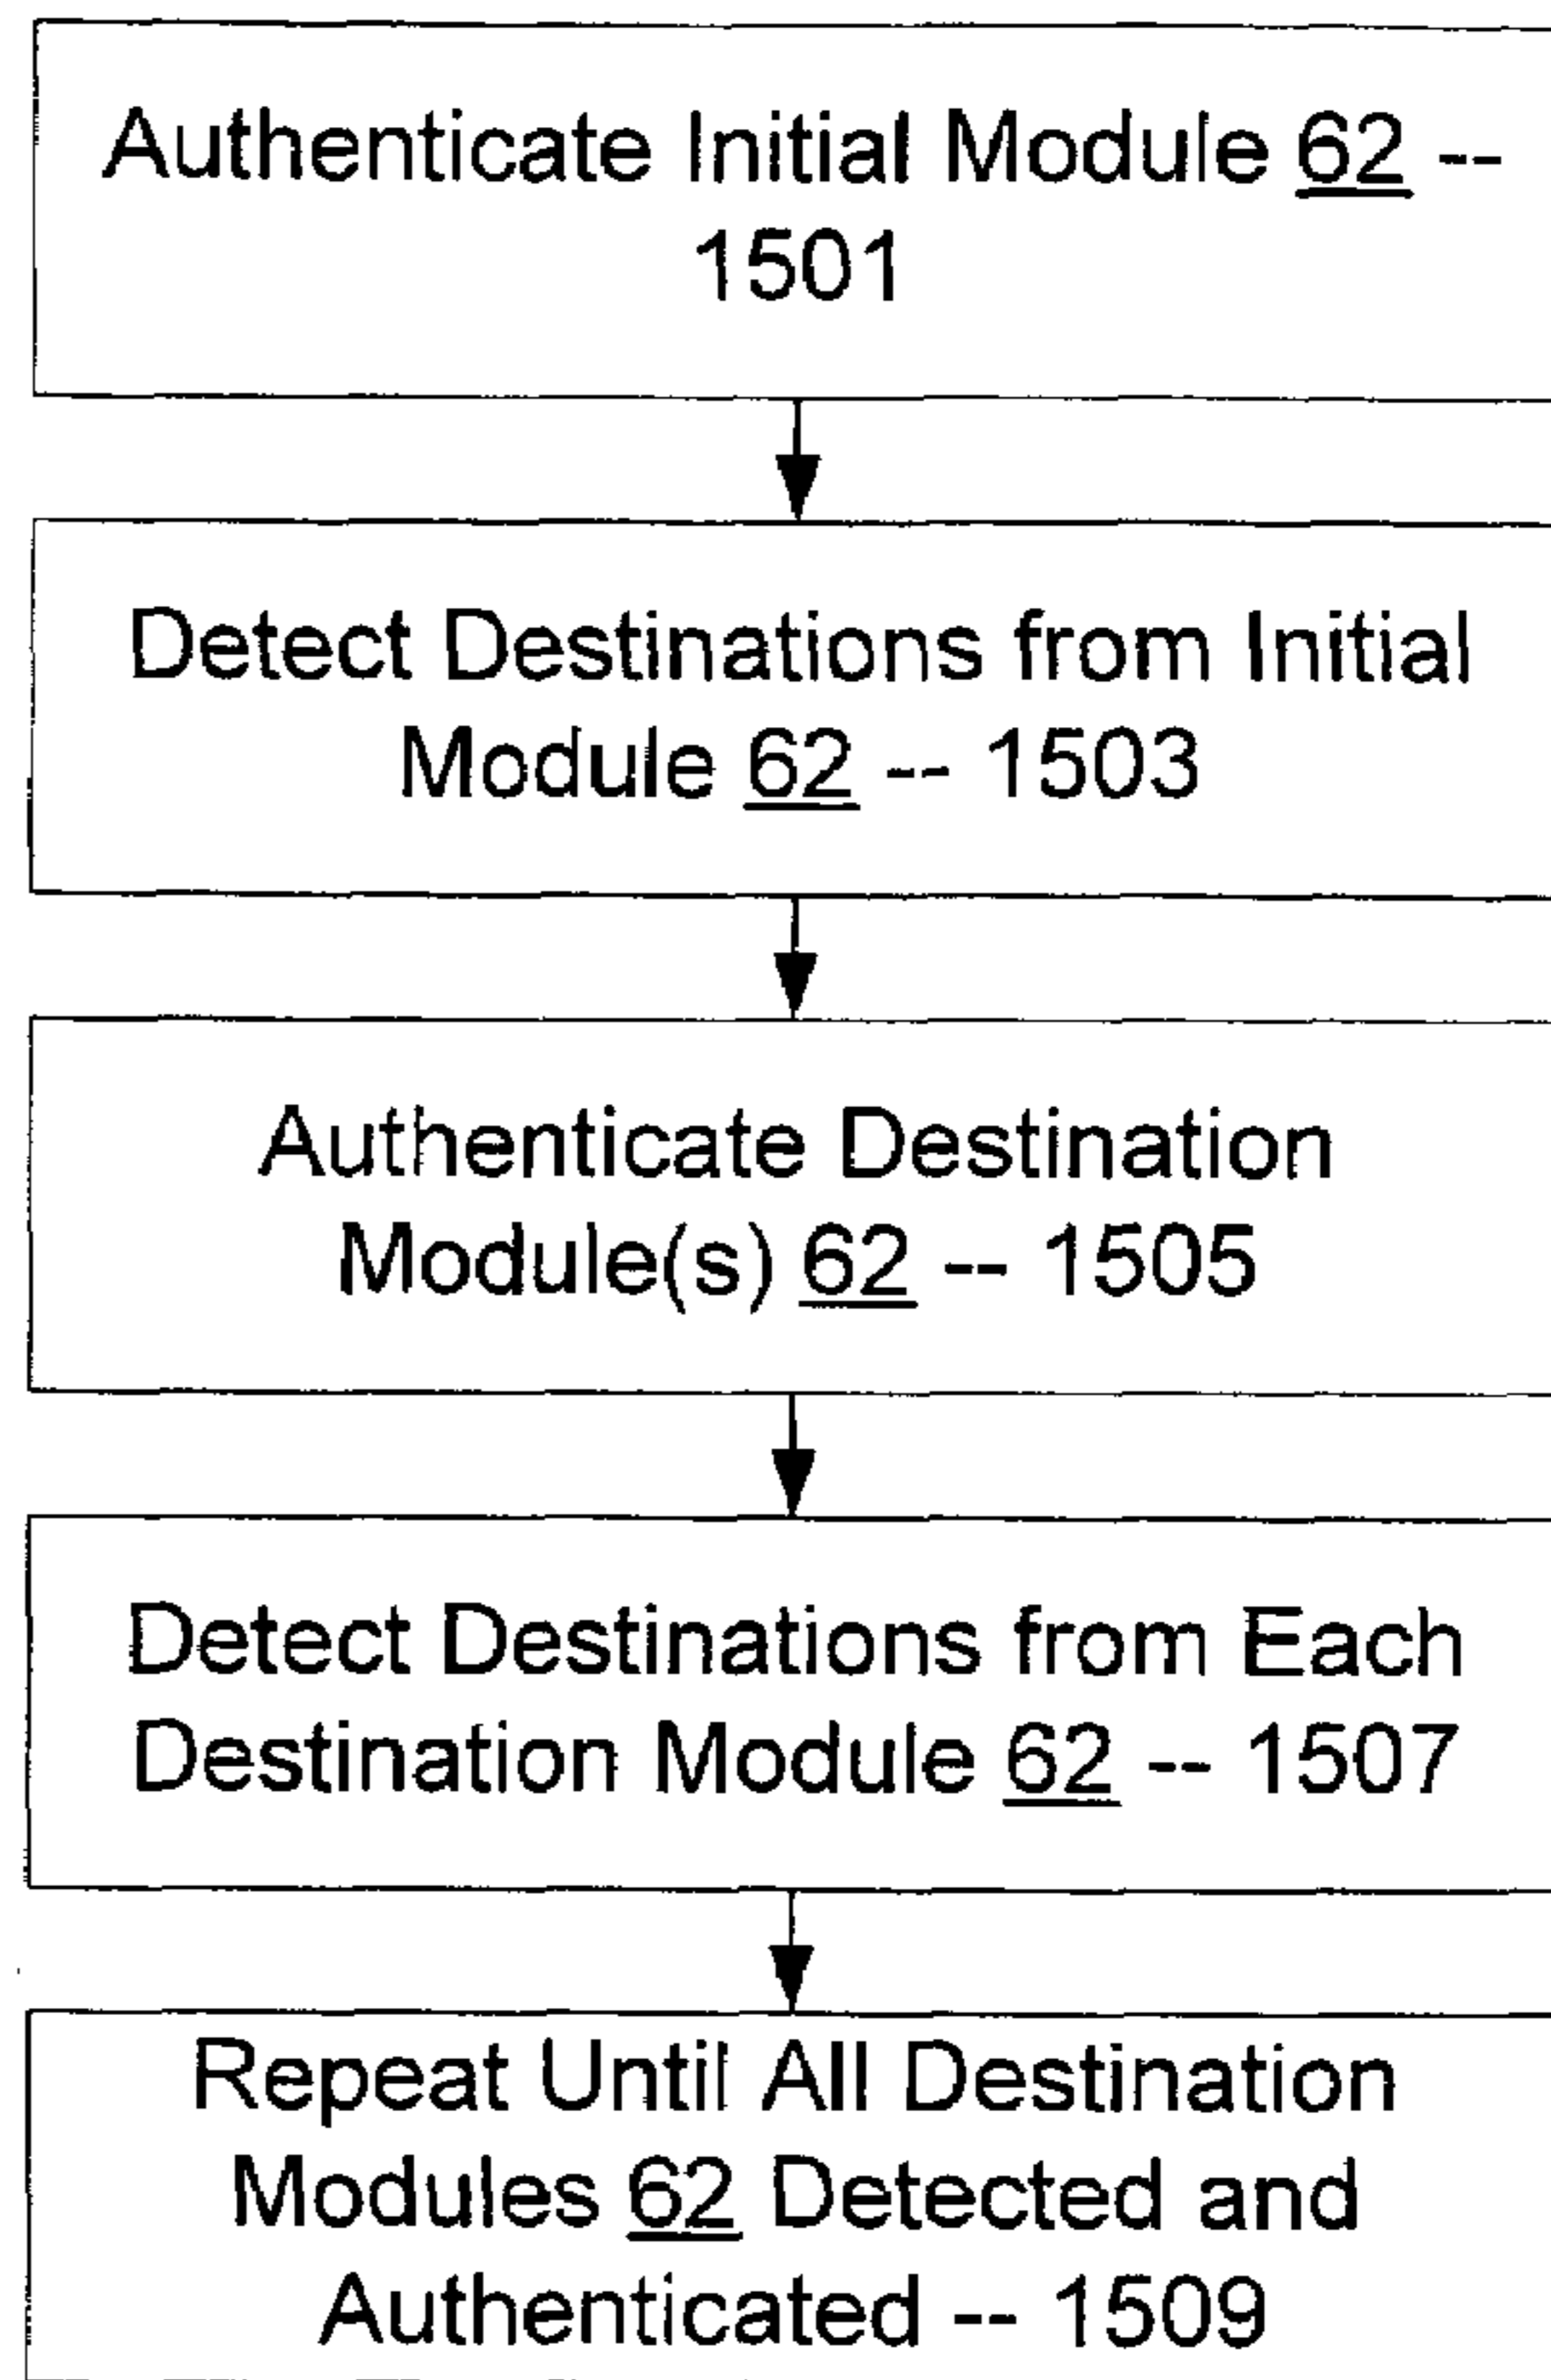 Authenticate Initial Module 62 --
1501
Detect Destinations from Initial
Module 62 -- 1503
Authenticate Destination
Module(s) 62 -- 1505
Detect Destinations from Each
Destination Module 62 -- 1507
Repeat Until All Destination
Modules 62 Detected and
Authenticated -- 1509